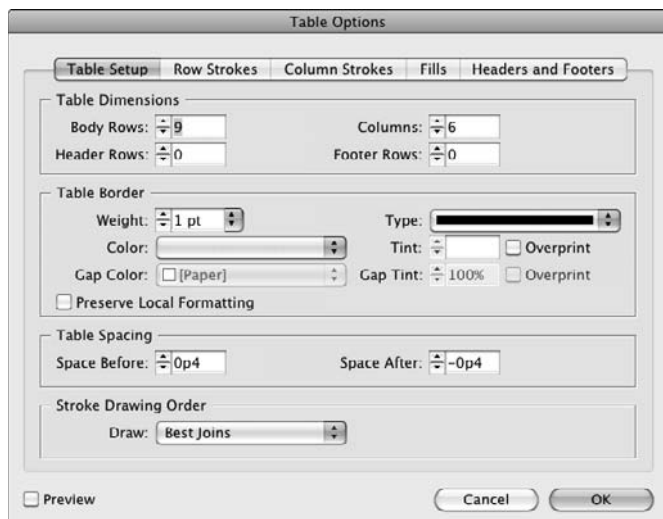 Table Options
Table Setup Row Strokes Column Strokes Fills Headers and Footers
Table Dimensions
Body Rows: 9 Columns: 6
Header Rows: 0 Footer Rows: 0
Table Border
Weight: 1 pt Type:
Color: Tint: Overprint
Gap Color: [Paper] Gap Tint: 100% Overprint
Preserve Local Formatting
Table Spacing
Space Before: 0p4 Space After: -0p4
Stroke Drawing Order
Draw: Best Joins
Preview Cancel OK